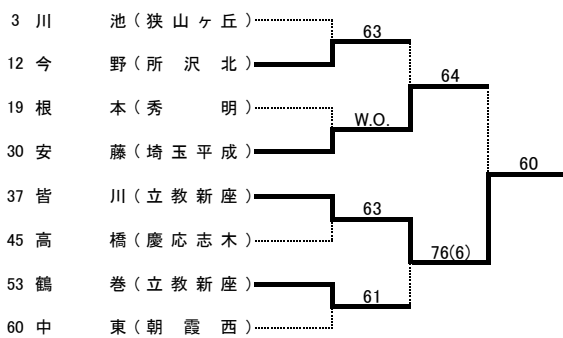 3 川 池 ( 狭 山 ヶ 丘 )
63
12 今 野 ( 所 沢 北 )
64
19 根 本 ( 秀 明 )
W.O.
30 安 藤 ( 埼 玉 平 成 )
60
37 皆 川 ( 立 教 新 座 )
63
45 高 橋 ( 慶 応 志 木 )
76(6)
53 鶴 巻 ( 立 教 新 座 )
61
60 中 東 ( 朝 霞 西 )